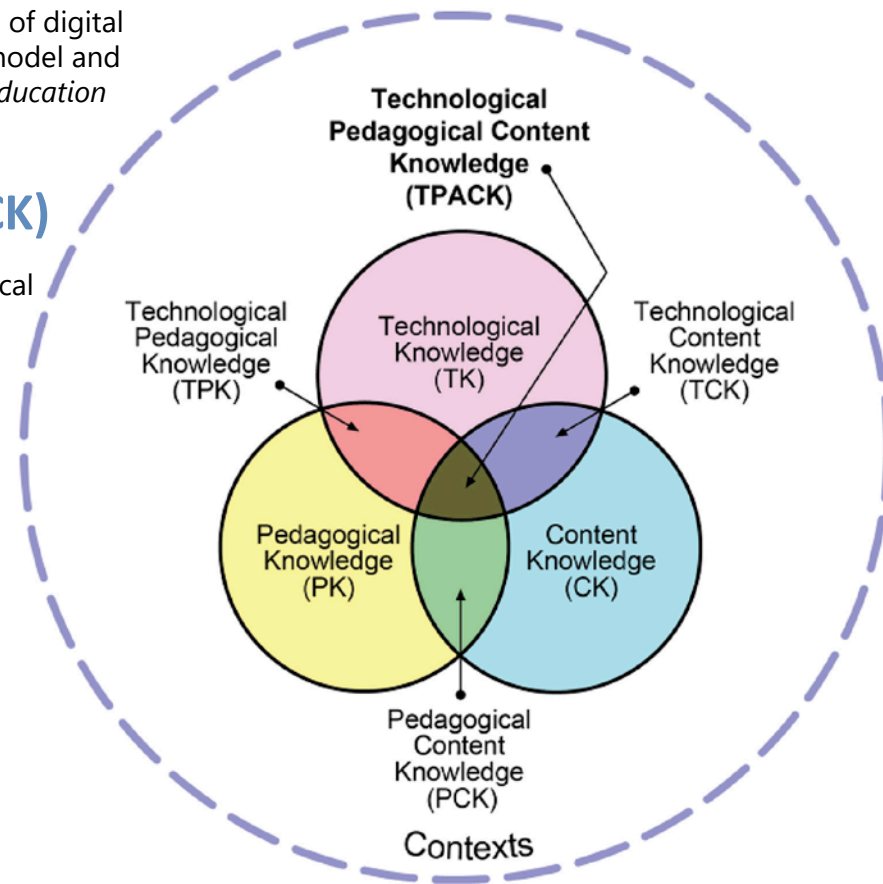 of digital
model and
ducation
CK)
cal
Technological
Pedagogical Content
Knowledge
(TPACK)
Technological
Pedagogical
Knowledge
(TPK)
Technological
Knowledge
(TK)
Technological
Content
Knowledge
(TCK)
Pedagogical
Knowledge
(PK)
Content
Knowledge
(CK)
Pedagogical
Content
Knowledge
(PCK)
Contexts